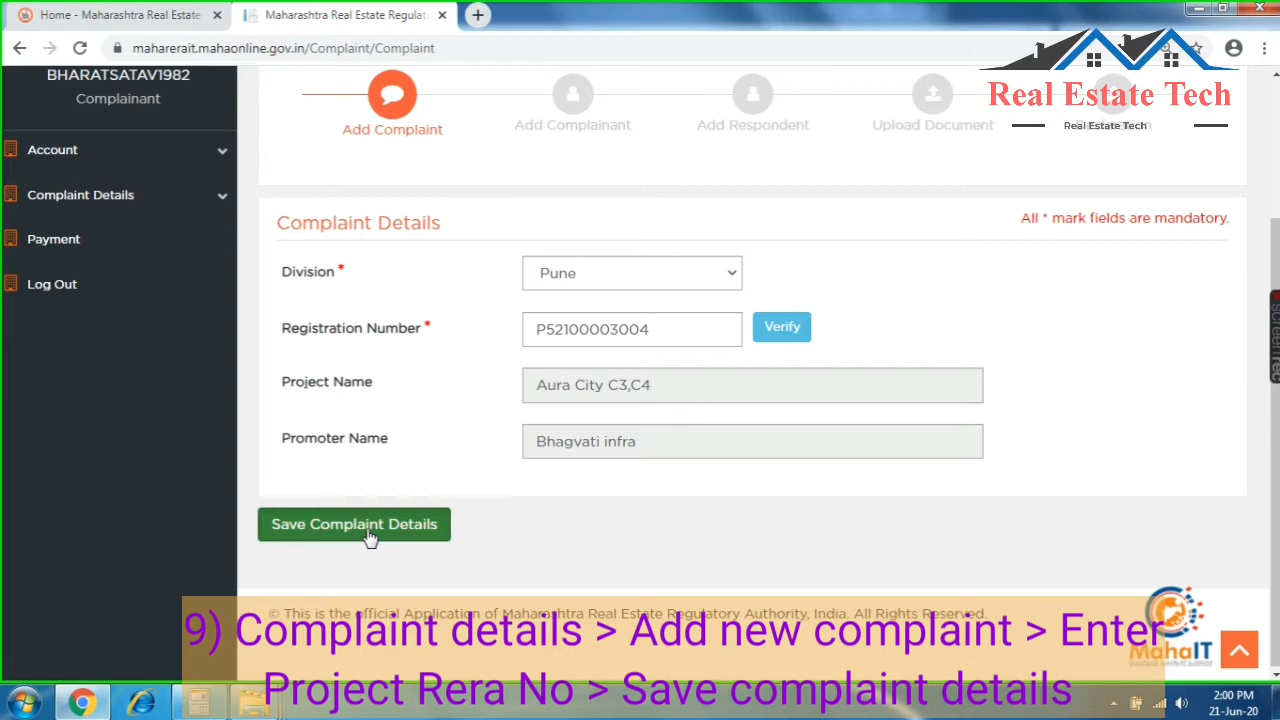 Home - Maharashtra Real Estate
Maharashtra Real Estate Regulat
maharerait.mahaonline.gov.in/Complaint/Complaint
BHARATSATAV1982
Complainant
Account
Complaint Details
Payment
Log Out
Add Complaint
Add Complainant
Add Respondent
Upload Document
Real Estate Tech
Real Estate Tech
Complaint Details
All * mark fields are mandatory.
Division *
Pune
Registration Number *
P52100003004
Verify
Project Name
Aura City C3,C4
Promoter Name
Bhagvati infra
Save Complaint Details
© This is the official Application of Maharashtra Real Estate Regulatory Authority, India. All Rights Reserved.
9) Complaint details > Add new complaint > Enter
Project Rera No > Save complaint details
MahaIT
screenrec
2:00 PM
21-Jun-20